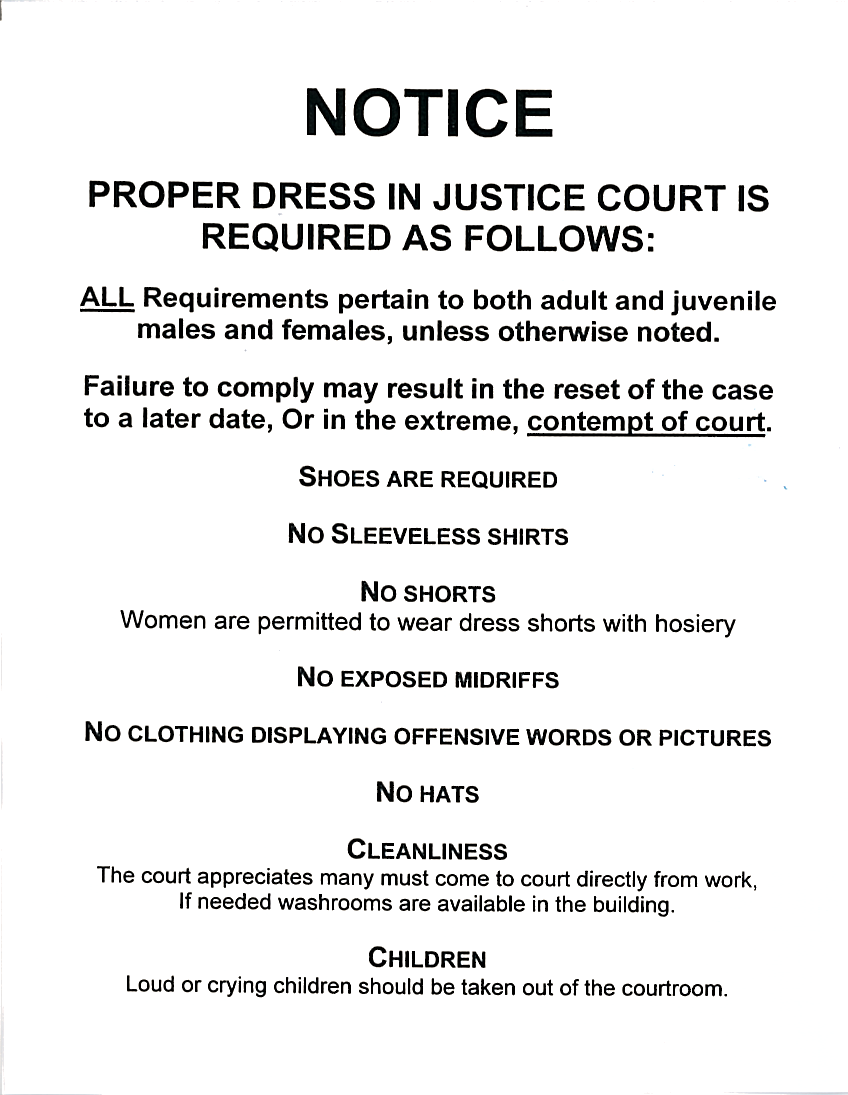 NOTICE
PROPER DRESS IN JUSTICE COURT IS
REQUIRED AS FOLLOWS:
ALL Requirements pertain to both adult and juvenile
males and females, unless otherwise noted.
Failure to comply may result in the reset of the case
to a later date, Or in the extreme, contempt of court.
SHOES ARE REQUIRED
NO SLEEVELESS SHIRTS
NO SHORTS
Women are permitted to wear dress shorts with hosiery
NO EXPOSED MIDRIFFS
NO CLOTHING DISPLAYING OFFENSIVE WORDS OR PICTURES
NO HATS
CLEANLINESS
The court appreciates many must come to court directly from work,
If needed washrooms are available in the building.
CHILDREN
Loud or crying children should be taken out of the courtroom.